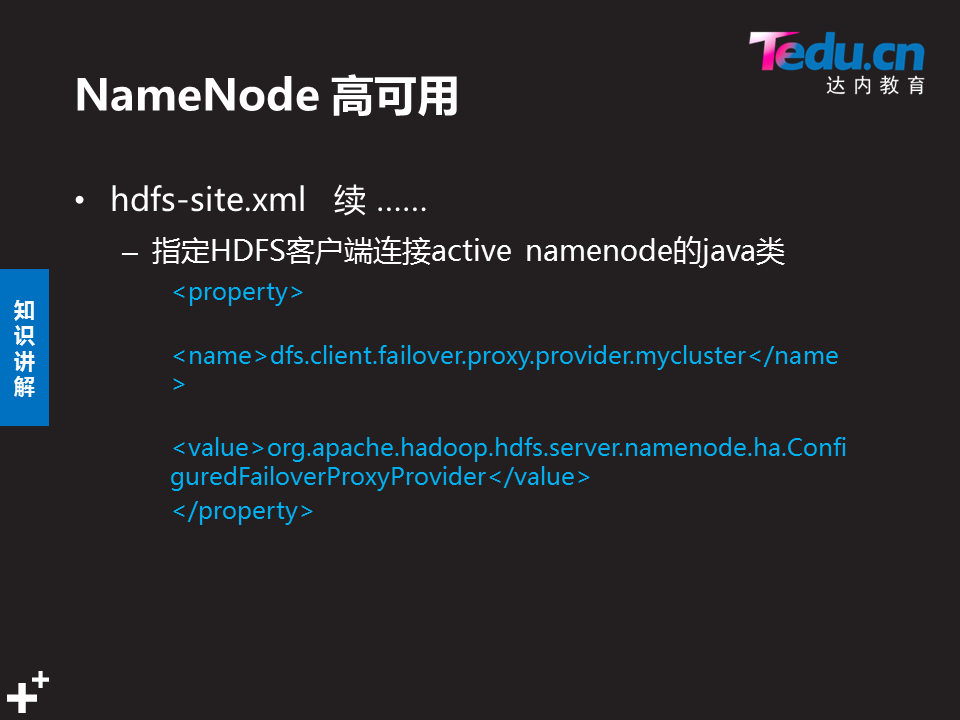 Tedu.cn
达内教育
NameNode 高可用
• hdfs-site.xml 续 ……
– 指定HDFS客户端连接active namenode的java类
<property>
<name>dfs.client.failover.proxy.provider.mycluster</name
>
<value>org.apache.hadoop.hdfs.server.namenode.ha.Confi
guredFailoverProxyProvider</value>
</property>
知
识
讲
解